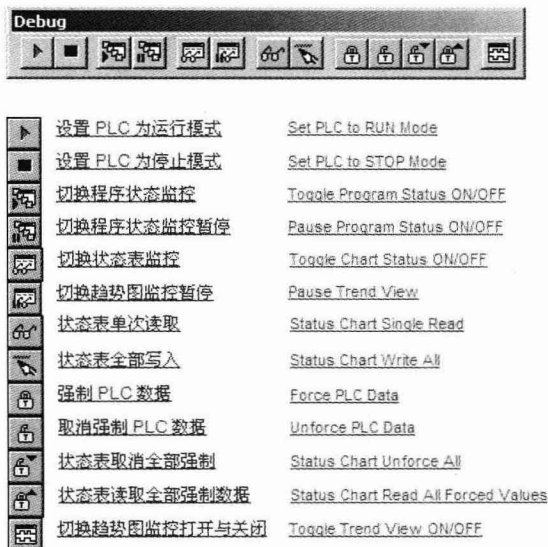 Debug
设置 PLC 为运行模式 Set PLC to RUN Mode
设置 PLC 为停止模式 Set PLC to STOP Mode
切换程序状态监控 Toggle Program Status ON/OFF
切换程序状态监控暂停 Pause Program Status ON/OFF
切换状态表监控 Toggle Chart Status ON/OFF
切换趋势图监控暂停 Pause Trend View
状态表单次读取 Status Chart Single Read
状态表全部写入 Status Chart Write All
强制 PLC 数据 Force PLC Data
取消强制 PLC 数据 Unforce PLC Data
状态表取消全部强制 Status Chart Unforce All
状态表读取全部强制数据 Status Chart Read All Forced Values
切换趋势图监控打开与关闭 Toggle Trend View ON/OFF